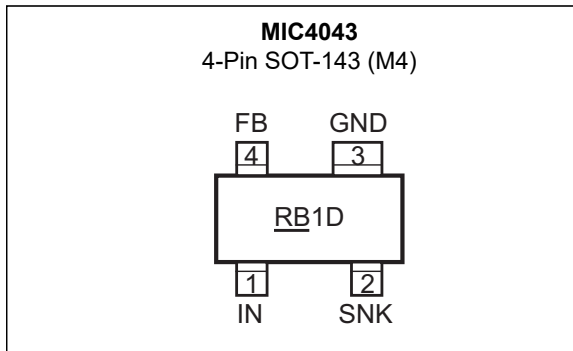 MIC4043
4-Pin SOT-143 (M4)
FB GND
4 3
RB1D
1 2
IN SNK